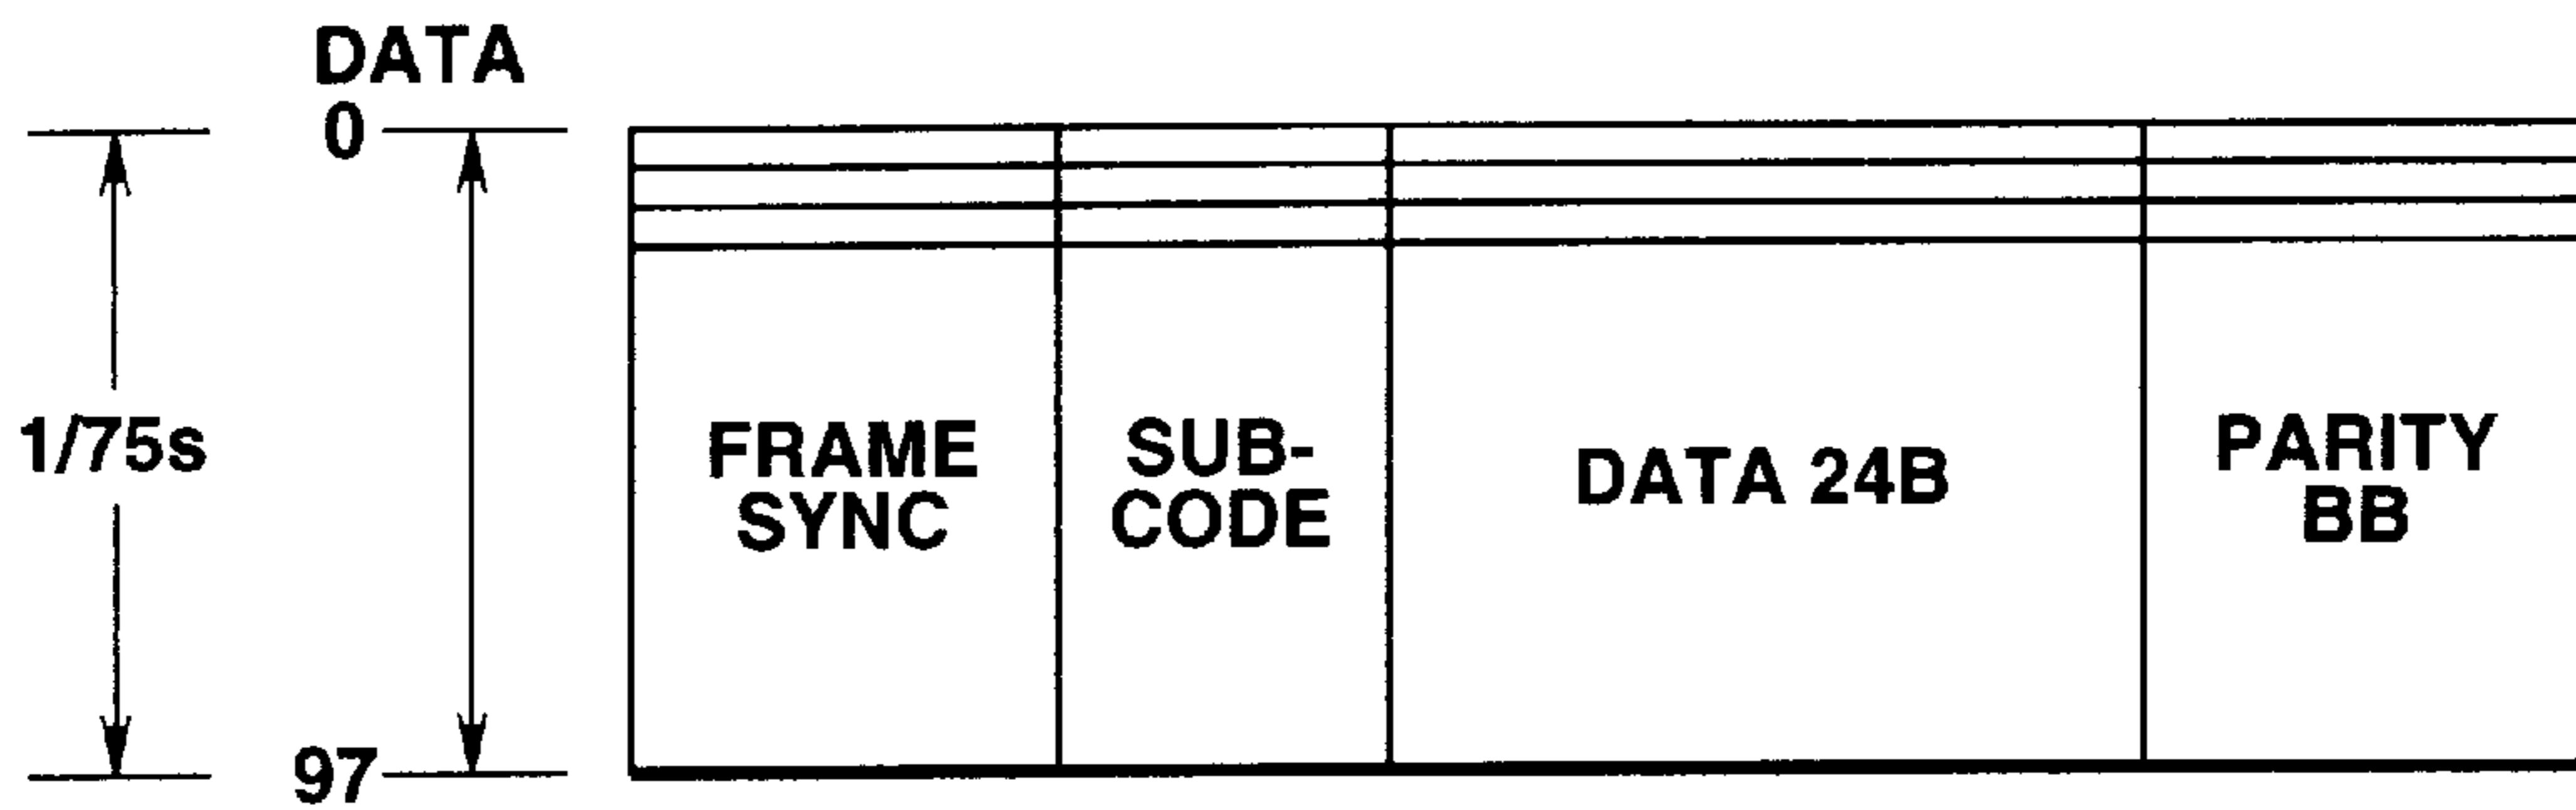 DATA
0
1/75s
97
FRAME
SYNC
SUB-
CODE
DATA 24B
PARITY
BB